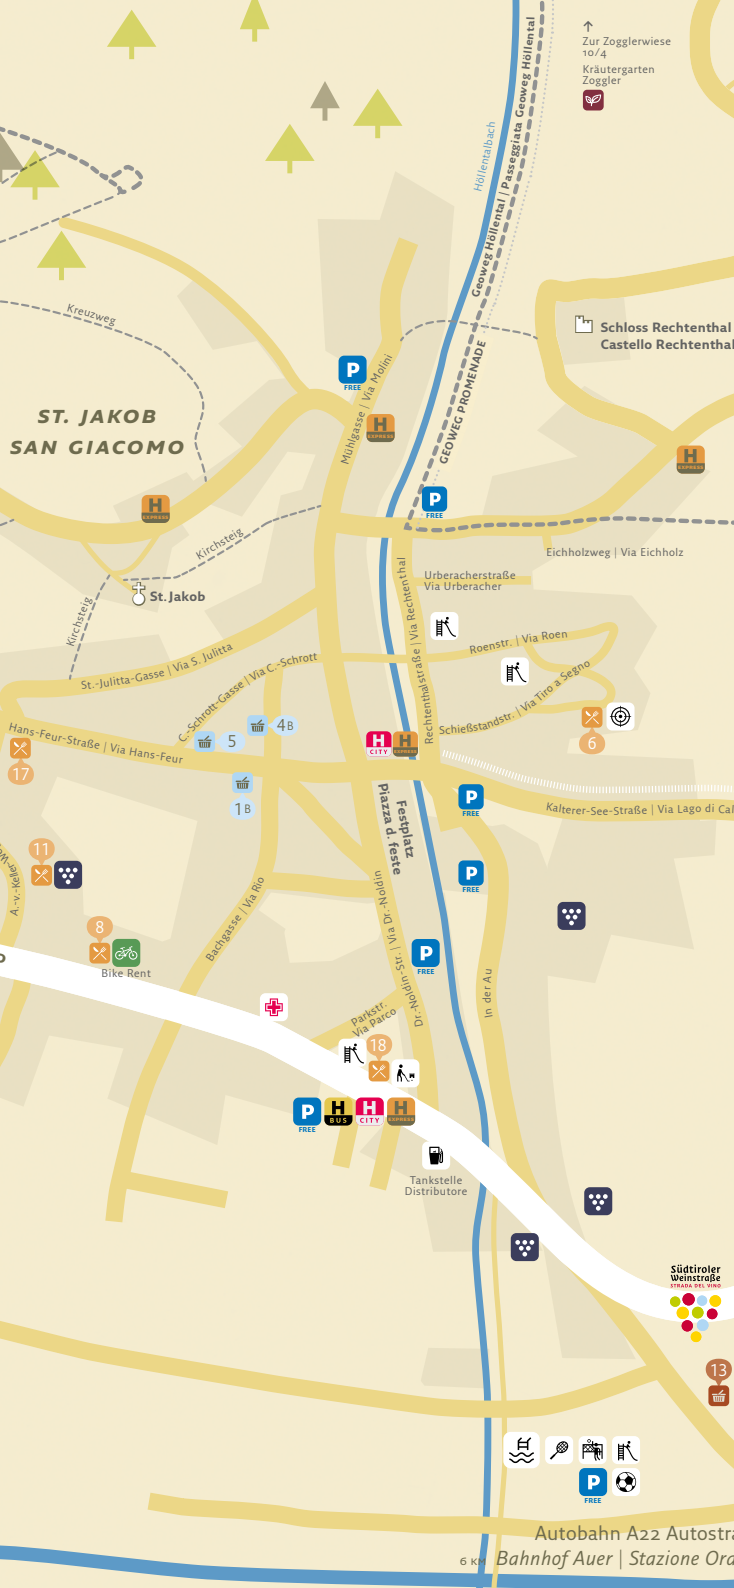 Zur Zogglerwiese
10/4
Kräutergarten
Zoggler
Höllentalbach
Geoweg Höllental | Passeggiata Geoweg Höllental
Kreuzweg
Schloss Rechtenthal
Castello Rechtenthal
GEOWEG PROMENADE
P
FREE
Mühlgasse | Via Molini
ST. JAKOB
SAN GIACOMO
H
EXPRESS
H
EXPRESS
P
FREE
H
EXPRESS
Kirchsteig
Eichholzweg | Via Eichholz
Urberacherstraße
Via Urberacher
St. Jakob
Kirchsteig
Rechtenthalstraße | Via Rechtenthal
Roenstr. | Via Roen
St.-Julitta-Gasse | Via S. Julitta
C.-Schrott-Gasse | Via C.-Schrott
Schießstandstr. | Via Tiro a Segno
Hans-Feur-Straße | Via Hans-Feur
5
4B
6
17
H
CITY
H
EXPRESS
1B
P
FREE
Kalterer-See-Straße | Via Lago di Cal
Festplatz
Piazza d. feste
11
A.-v.-Keller-We
P
FREE
Dr.-Noldin-Str. | Via Dr.-Noldin
Bachgasse | Via Rio
8
Bike Rent
P
FREE
In der Au
Parkstr.
Via Parco
18
P
FREE
H
BUS
H
CITY
H
EXPRESS
Tankstelle
Distributore
Südtiroler
Weinstraße
STRADA DEL VINO
13
P
FREE
Autobahn A22 Autostra
6 KM Bahnhof Auer | Stazione Ora